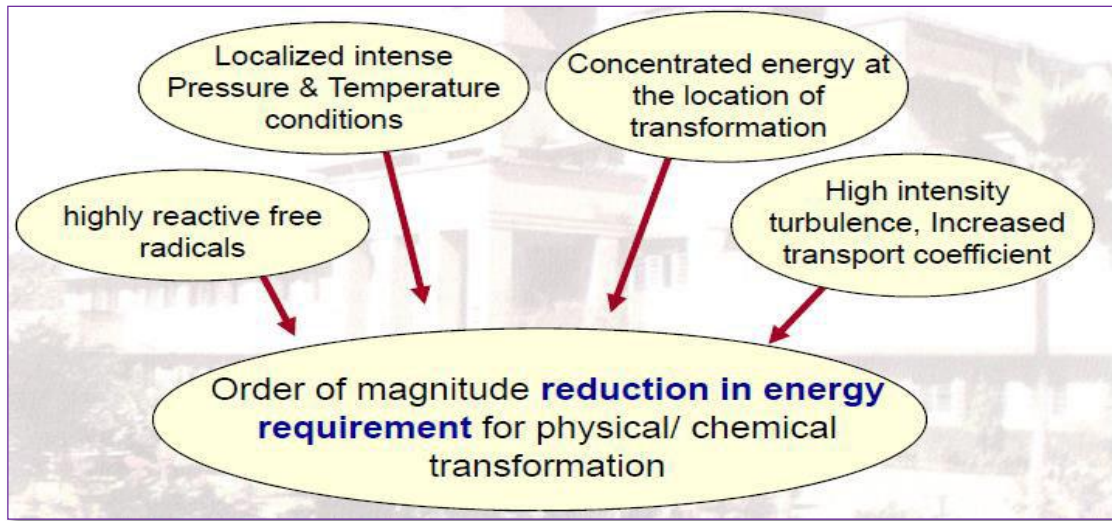 Localized intense
Pressure & Temperature
conditions
Concentrated energy at
the location of
transformation
highly reactive free
radicals
High intensity
turbulence, Increased
transport coefficient
Order of magnitude reduction in energy
requirement for physical/ chemical
transformation